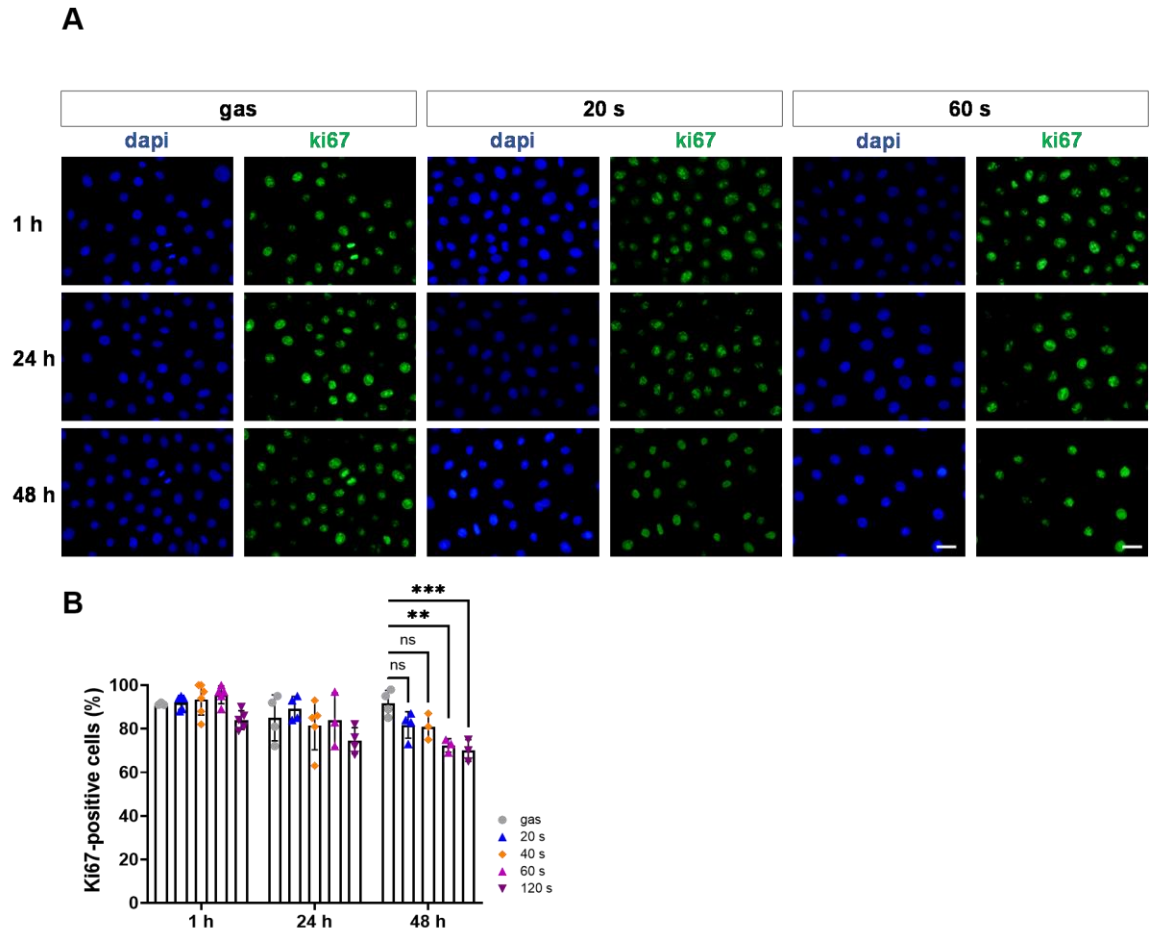 A
gas 20 s 60 s
dapi ki67 dapi ki67 dapi ki67
1 h
24 h
48 h
B
***
**
ns
ns
Ki67-positive cells (%)
100
80
60
40
20
0
1 h 24 h 48 h
gas
20 s
40 s
60 s
120 s